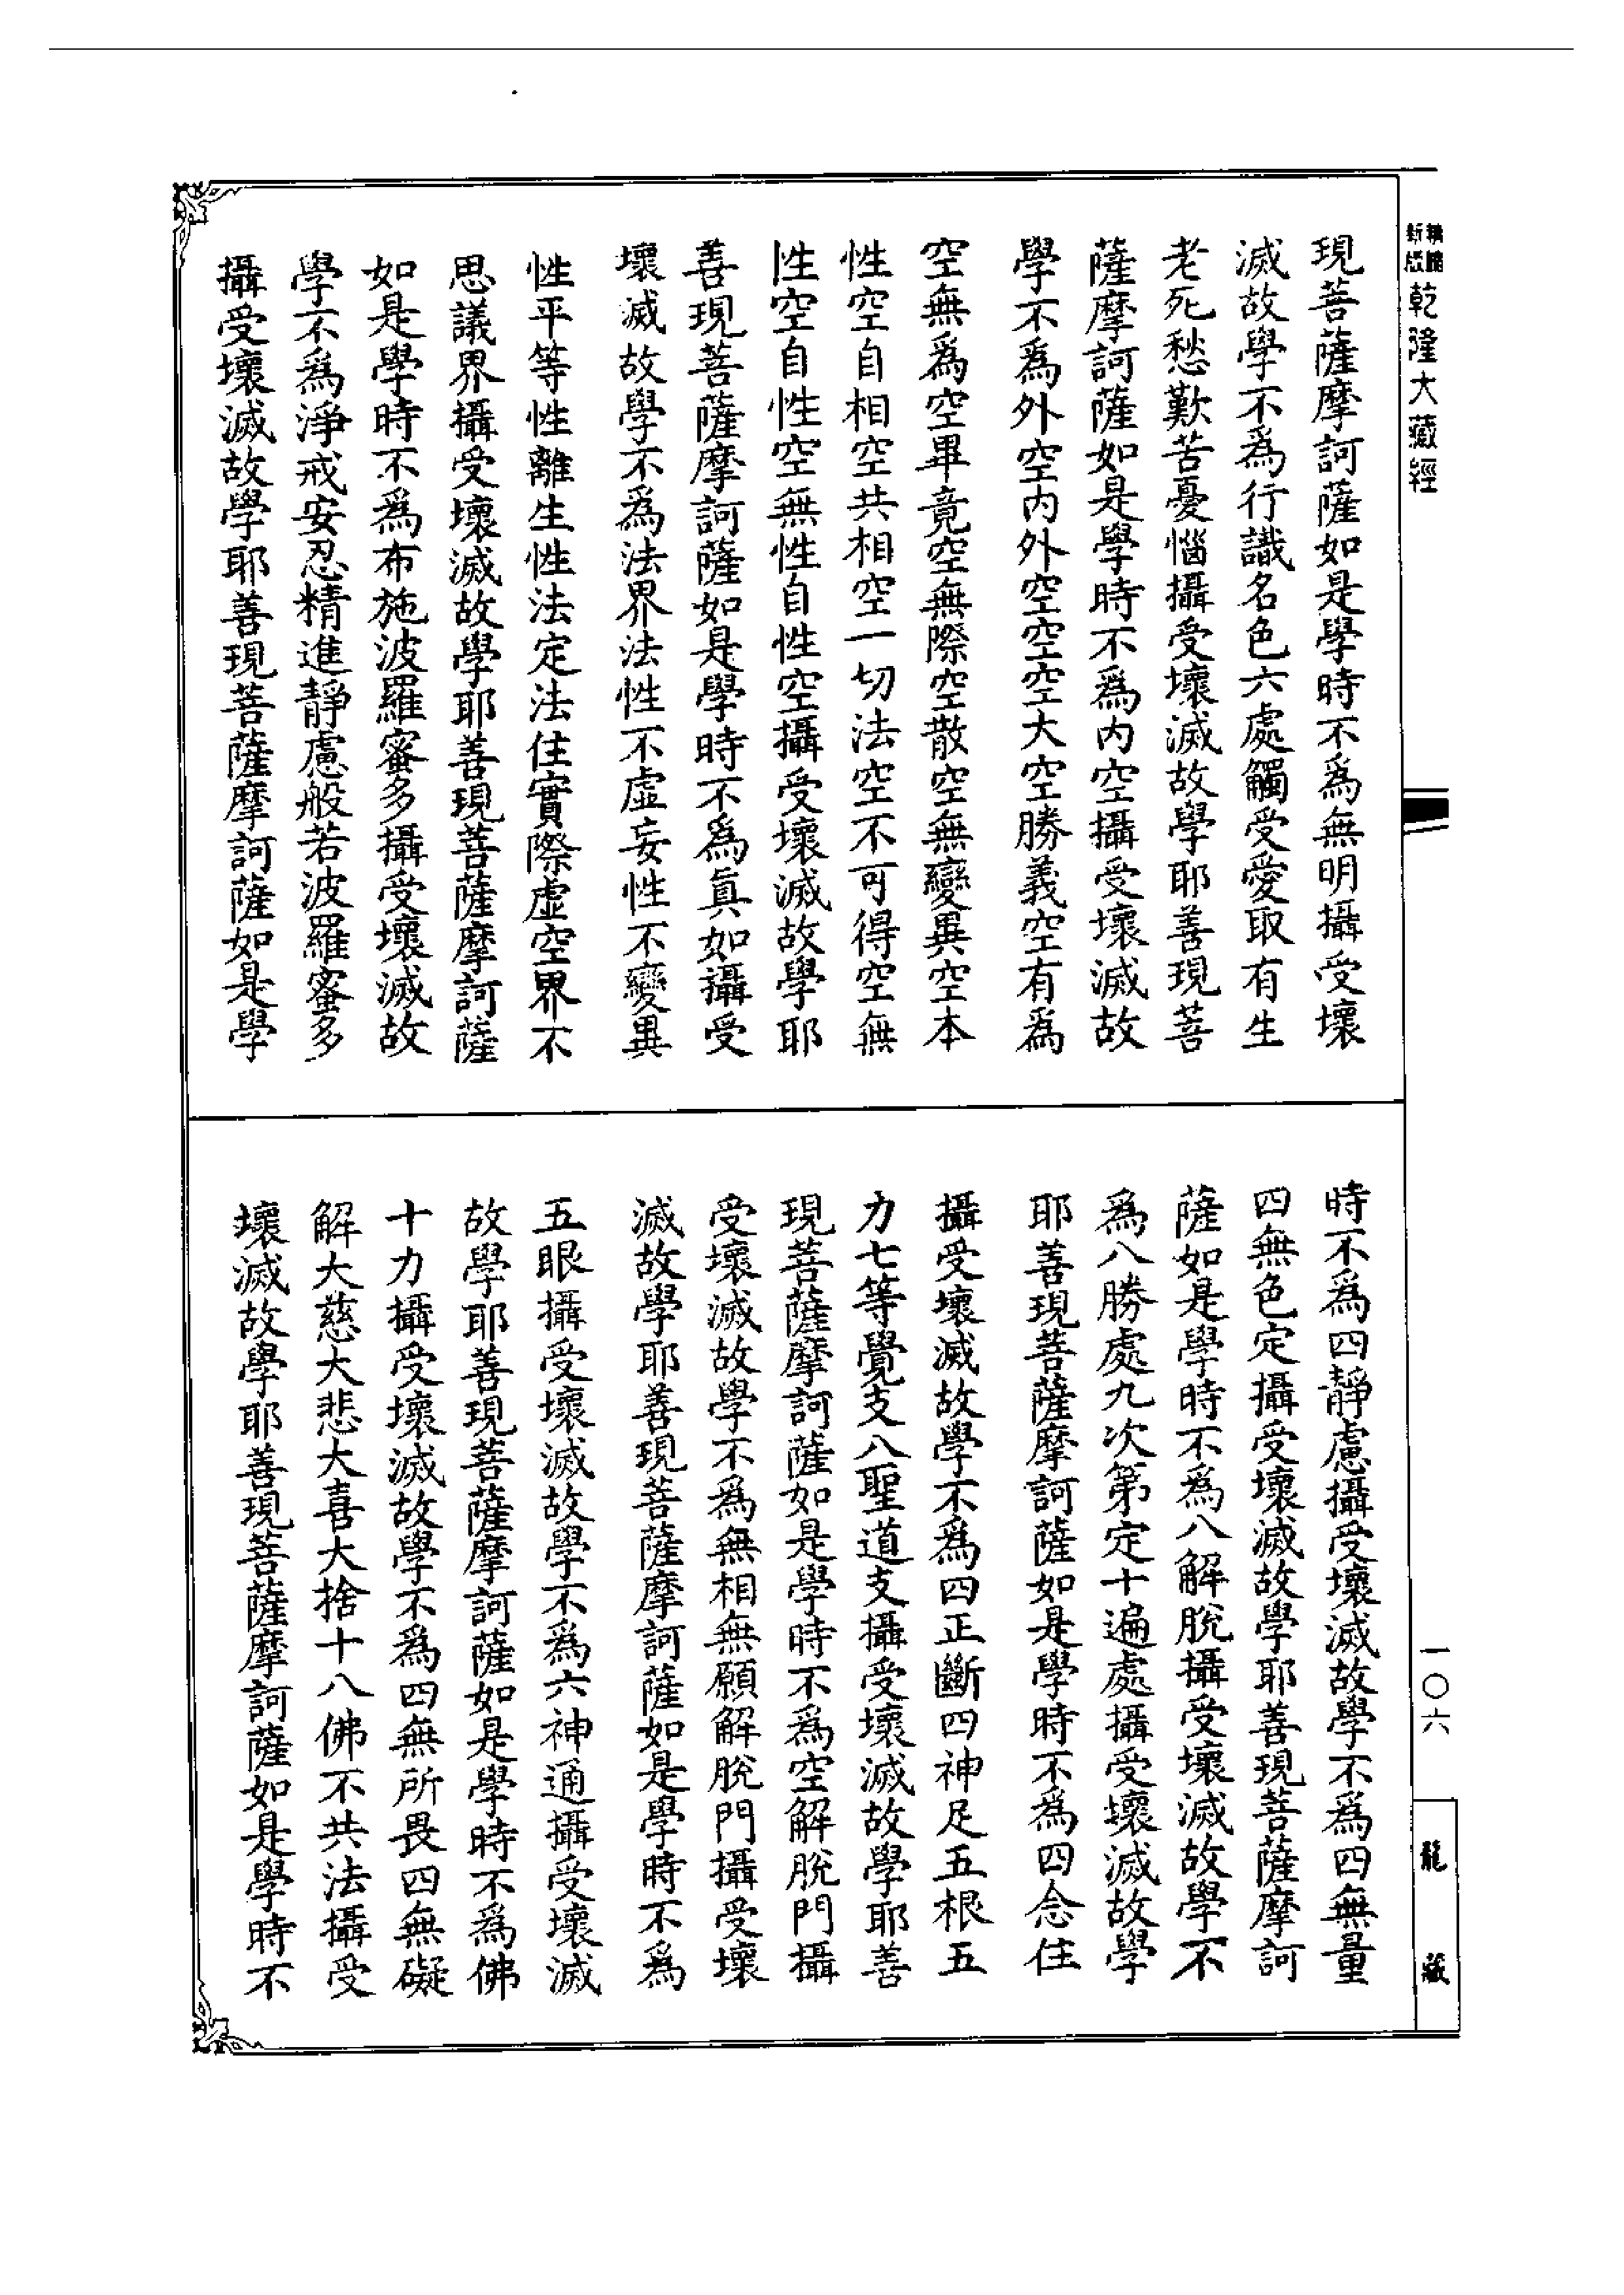 乾隆大藏經
現菩薩摩訶薩如是學時不爲無明攝受壞
滅故學不爲行識名色六處觸受愛取有生
老死愁歎苦憂惱攝受壞滅故學耶善現菩
薩摩訶薩如是學時不爲內空攝受壞滅故
學不爲外空內外空空空大空勝義空有爲
空無爲空畢竟空無際空散空無變異空本
性空自相空共相空一切法空不可得空無
性空自性空無性自性空攝受壞滅故學耶
善現菩薩摩訶薩如是學時不爲眞如攝受
壞滅故學不爲法界法性不虛妄性不變異
性平等性離生性法定法住實際虛空界不
思議界攝受壞滅故學耶善現菩薩摩訶薩
如是學時不爲布施波羅蜜多攝受壞滅故
學不爲淨戒安忍精進靜慮般若波羅蜜多
攝受壞滅故學耶善現菩薩摩訶薩如是學
時不爲四靜慮攝受壞滅故學不爲四無量
四無色定攝受壞滅故學耶善現菩薩摩訶
薩如是學時不爲八解脫攝受壞滅故學不
爲八勝處九次第定十遍處攝受壞滅故學
耶善現菩薩摩訶薩如是學時不爲四念住
攝受壞滅故學不爲四正斷四神足五根五
力七等覺支八聖道支攝受壞滅故學耶善
現菩薩摩訶薩如是學時不爲空解脫門攝
受壞滅故學不爲無相無願解脫門攝受壞
滅故學耶善現菩薩摩訶薩如是學時不爲
五眼攝受壞滅故學不爲六神通攝受壞滅
故學耶善現菩薩摩訶薩如是學時不爲佛
十力攝受壞滅故學不爲四無所畏四無礙
解大慈大悲大喜大捨十八佛不共法攝受
壞滅故學耶善現菩薩摩訶薩如是學時不
一〇六
龍藏